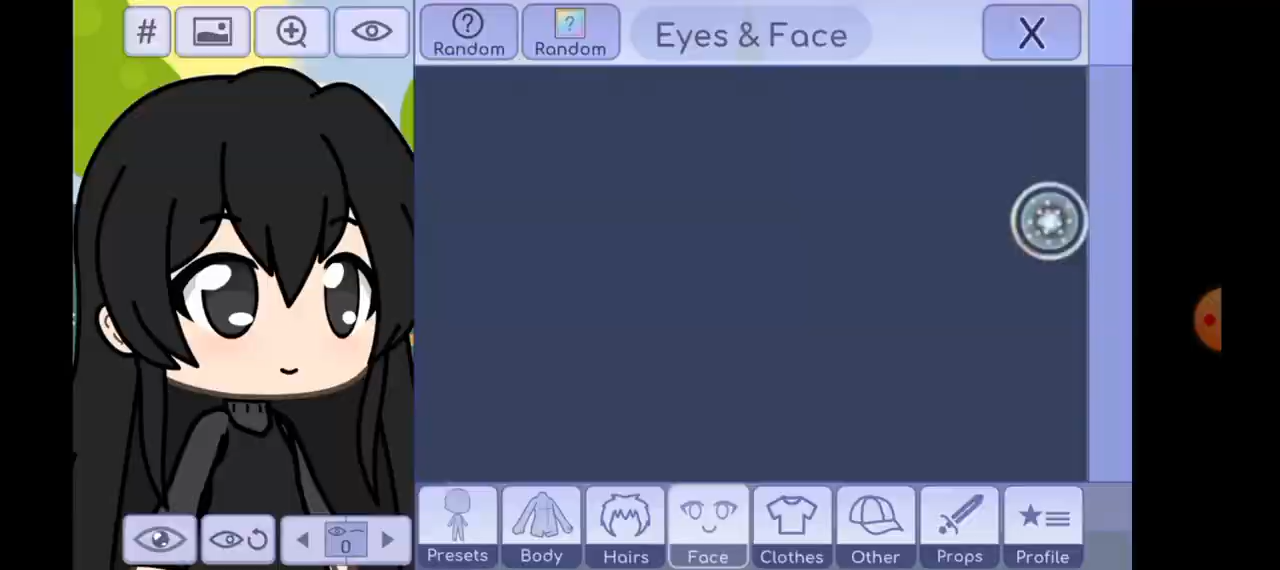 #
Random
Random
Eyes & Face
X
0
Presets
Body
Hairs
Face
Clothes
Other
Props
Profile